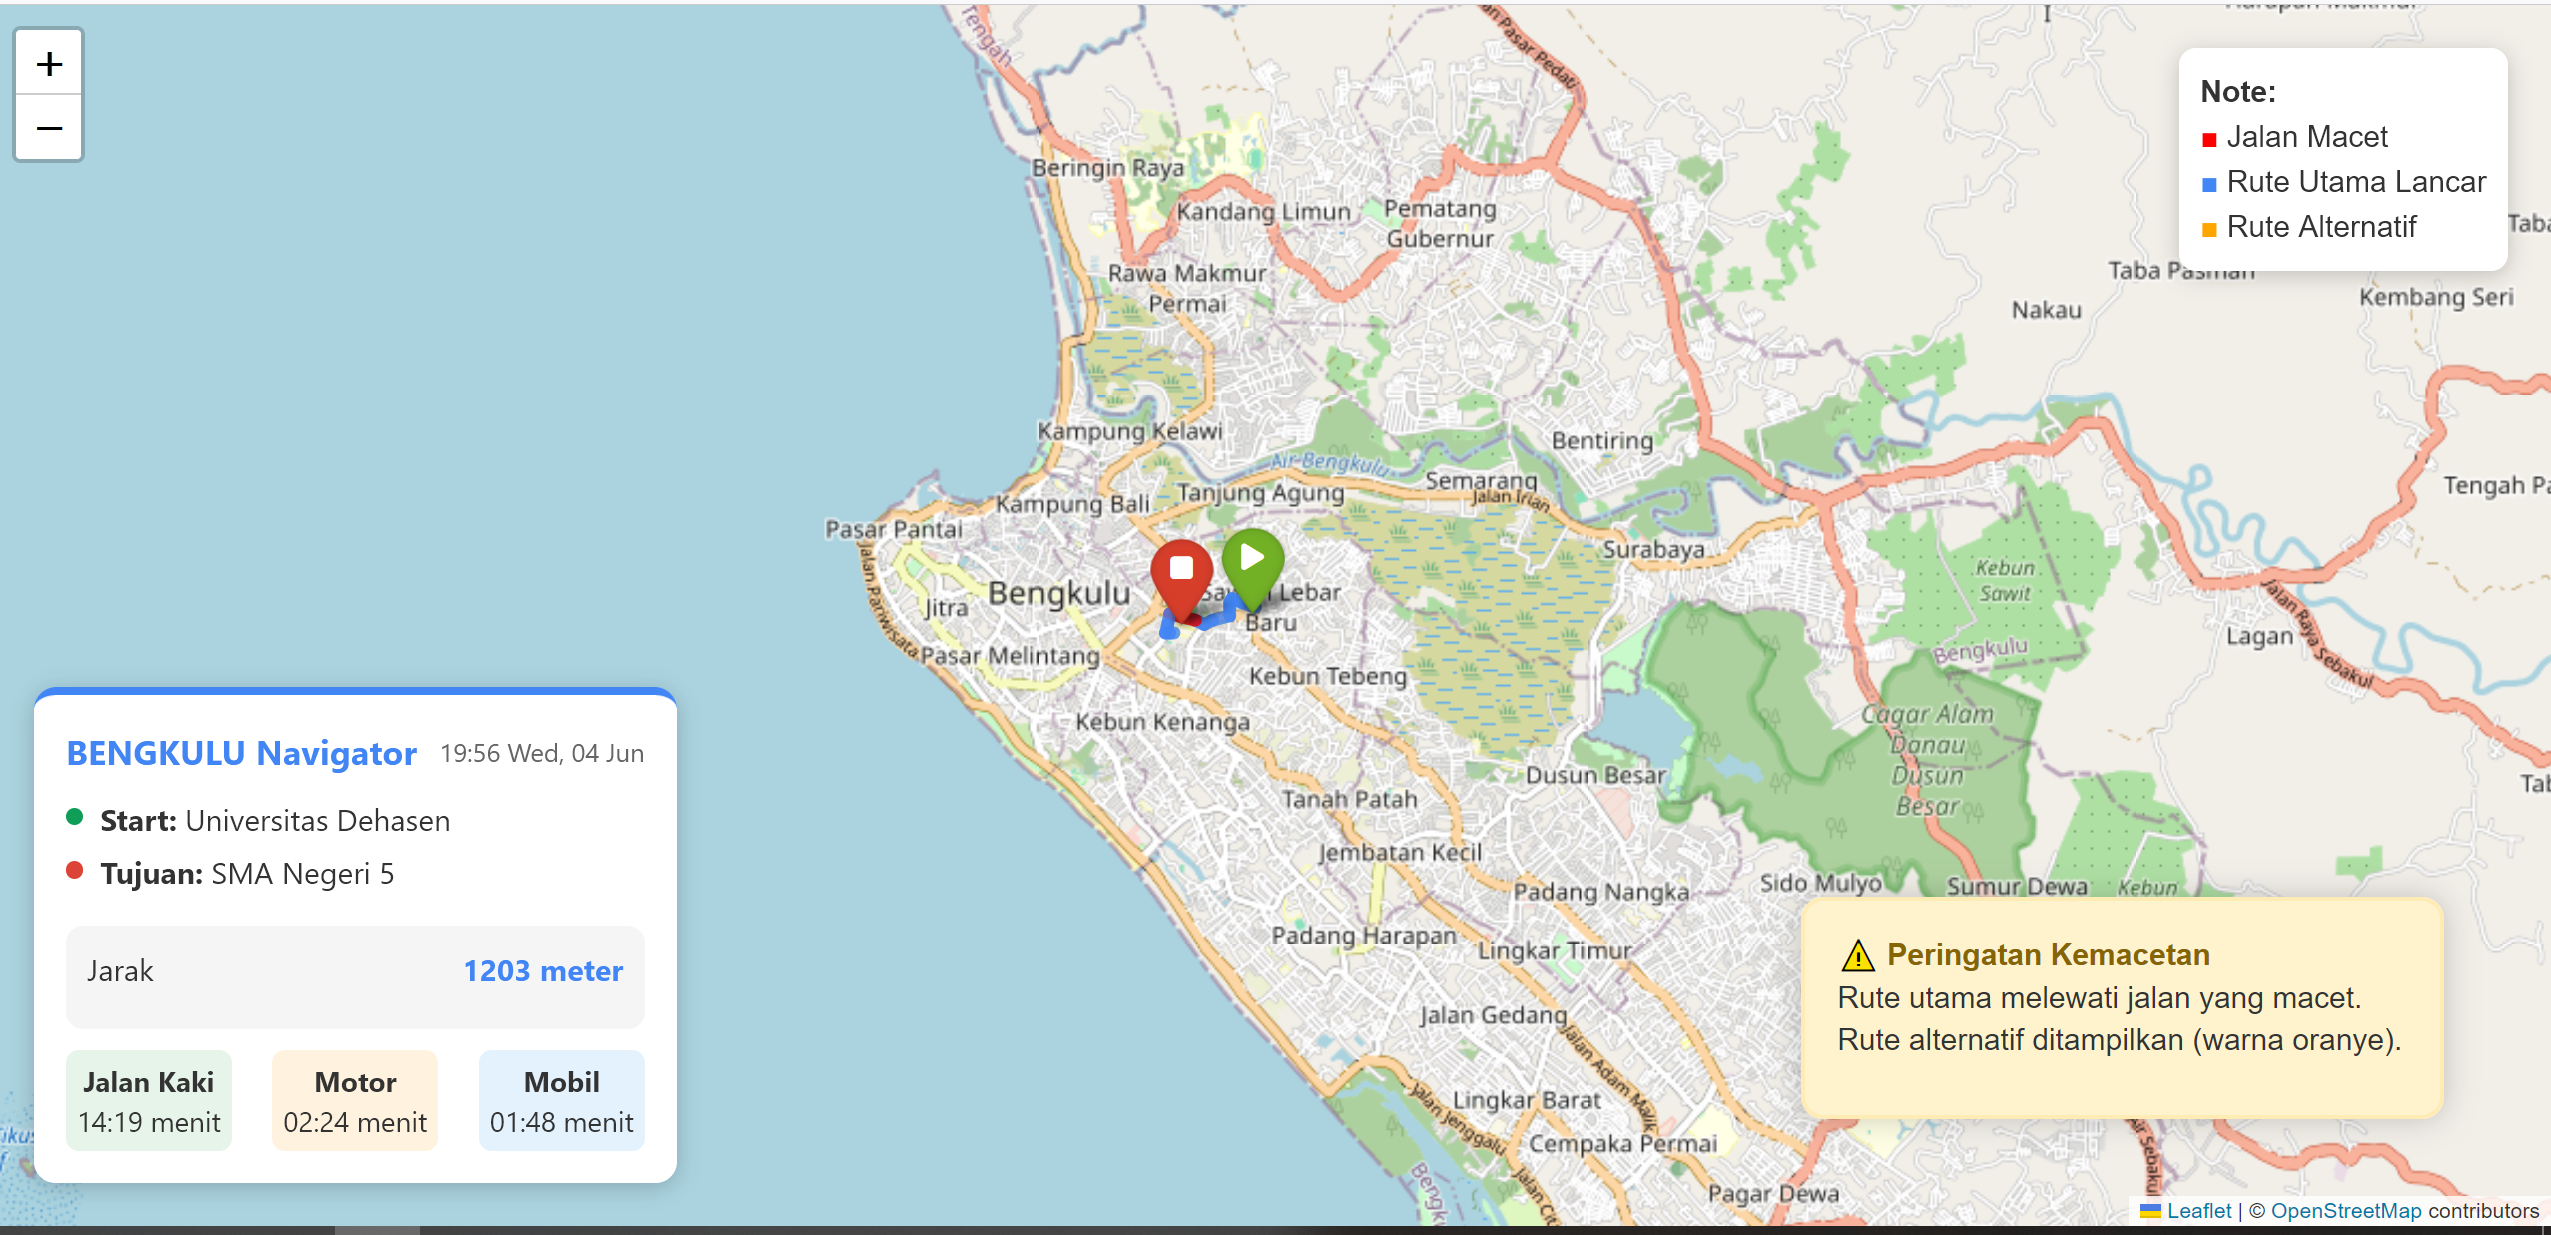 +
−
Note:
Jalan Macet
Rute Utama Lancar
Rute Alternatif
Tengah
Pasar Pedati
Beringin Raya
Kandang Limun
Pematang
Gubernur
Rawa Makmur
Permai
Nakau
Kembang Seri
Kampung Kelawi
Air Bengkulu
Bentiring
Semarang
Jalan Irian
Tanjung Agung
Kampung Bali
Pasar Pantai
Surabaya
Kebun
Sawit
Bengkulu
Jitra
Lebar
Baru
Jalan Pariwisata
Pasar Melintang
Bengkulu
Lagan
Jalan Raya Sebakul
Kebun Tebeng
Kebun Kenanga
Cagar Alam
Danau
Dusun
Besar
Dusun Besar
Tanah Patah
Jembatan Kecil
Padang Nangka
Sido Mulyo
Sumur Dewa
Kebun
Padang Harapan
Lingkar Timur
Jalan Gedang
Jalan Adam Malik
Lingkar Barat
Jalan Jenggalu
Cempaka Permai
Pagar Dewa
BENGKULU Navigator 19:56 Wed, 04 Jun
Start: Universitas Dehasen
Tujuan: SMA Negeri 5
Jarak 1203 meter
Jalan Kaki Motor Mobil
14:19 menit 02:24 menit 01:48 menit
⚠ Peringatan Kemacetan
Rute utama melewati jalan yang macet.
Rute alternatif ditampilkan (warna oranye).
Leaflet | © OpenStreetMap contributors